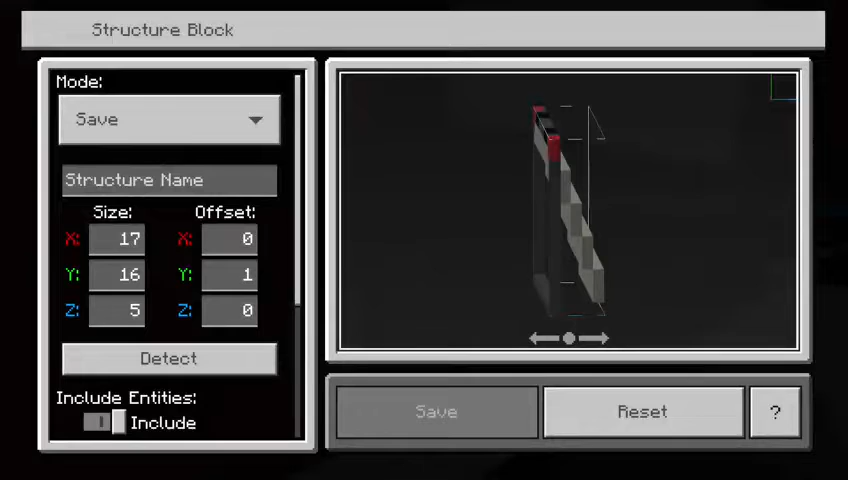 Structure Block
Mode:
Save
Structure Name
Size: Offset:
X: 17 X: 0
Y: 16 Y: 1
Z: 5 Z: 0
Detect
Include Entities:
Include
Save Reset ?